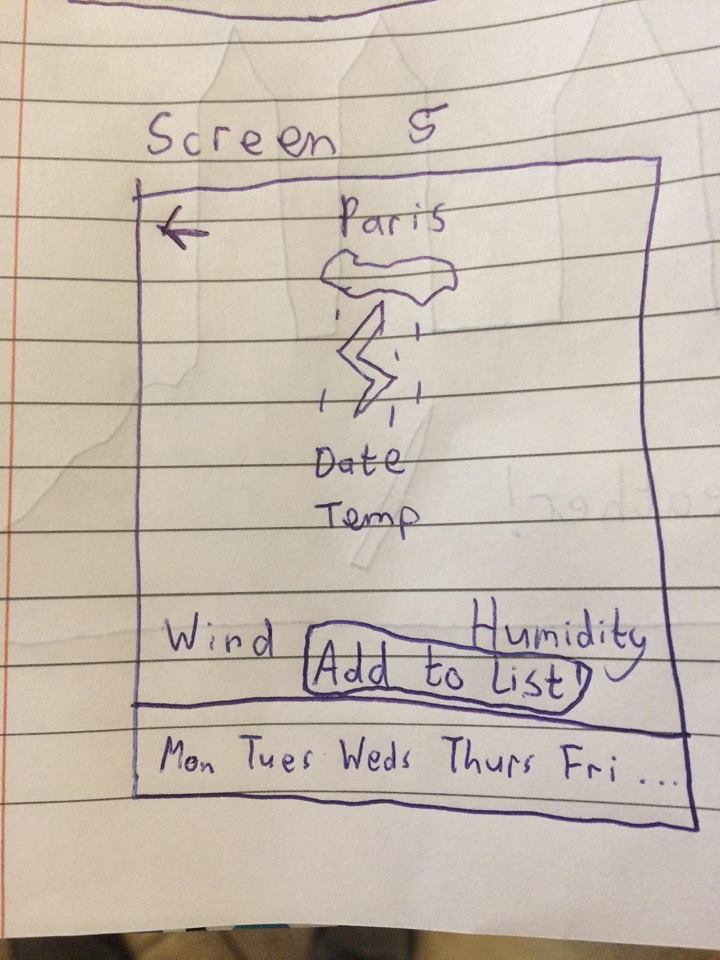 Screen 5
Paris
Date
Temp
Wind Humidity
Add to List
Mon Tues Weds Thurs Fri ...